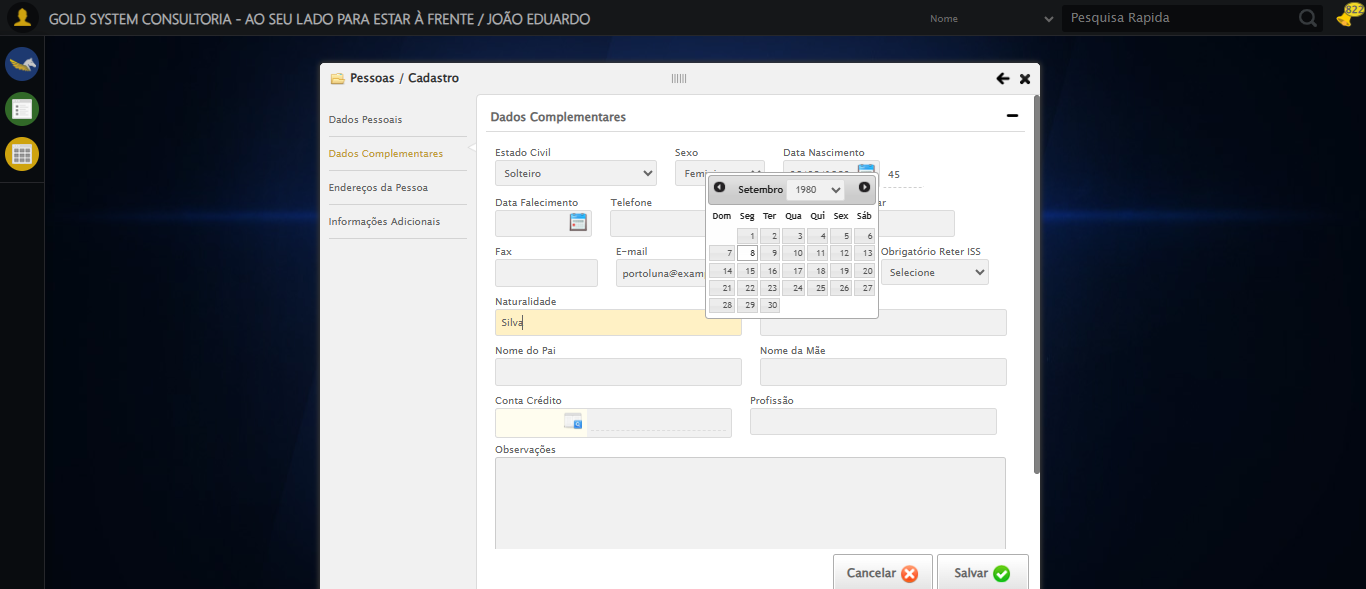 GOLD SYSTEM CONSULTORIA - AO SEU LADO PARA ESTAR À FRENTE / JOÃO EDUARDO
Nome
Pesquisa Rapida
822
Pessoas / Cadastro
Dados Pessoais
Dados Complementares
Endereços da Pessoa
Informações Adicionais
Dados Complementares
Estado Civil
Sexo
Data Nascimento
Solteiro
45
Setembro 1980
Dom Seg Ter Qua Qui Sex Sáb
1 2 3 4 5 6
7 8 9 10 11 12 13
14 15 16 17 18 19 20
21 22 23 24 25 26 27
28 29 30
Data Falecimento
Telefone
Fax
E-mail
Obrigatório Reter ISS
portoluna@exam
Selecione
Naturalidade
Silva
Nome do Pai
Nome da Mãe
Conta Crédito
Profissão
Observações
Cancelar
Salvar